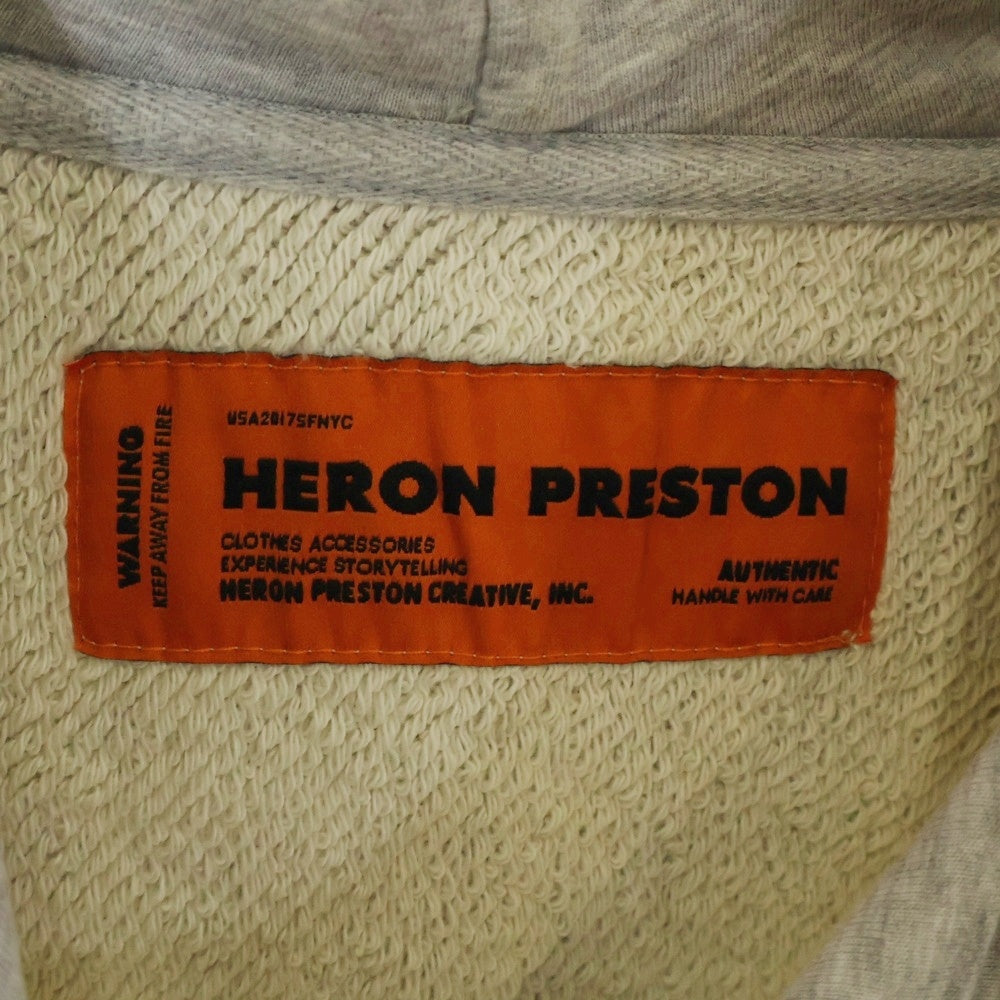 WARNING
KEEP AWAY FROM FIRE
USA2017SFNYC
HERON PRESTON
CLOTHES ACCESSORIES
EXPERIENCE STORYTELLING
HERON PRESTON CREATIVE, INC.
AUTHENTIC
HANDLE WITH CARE